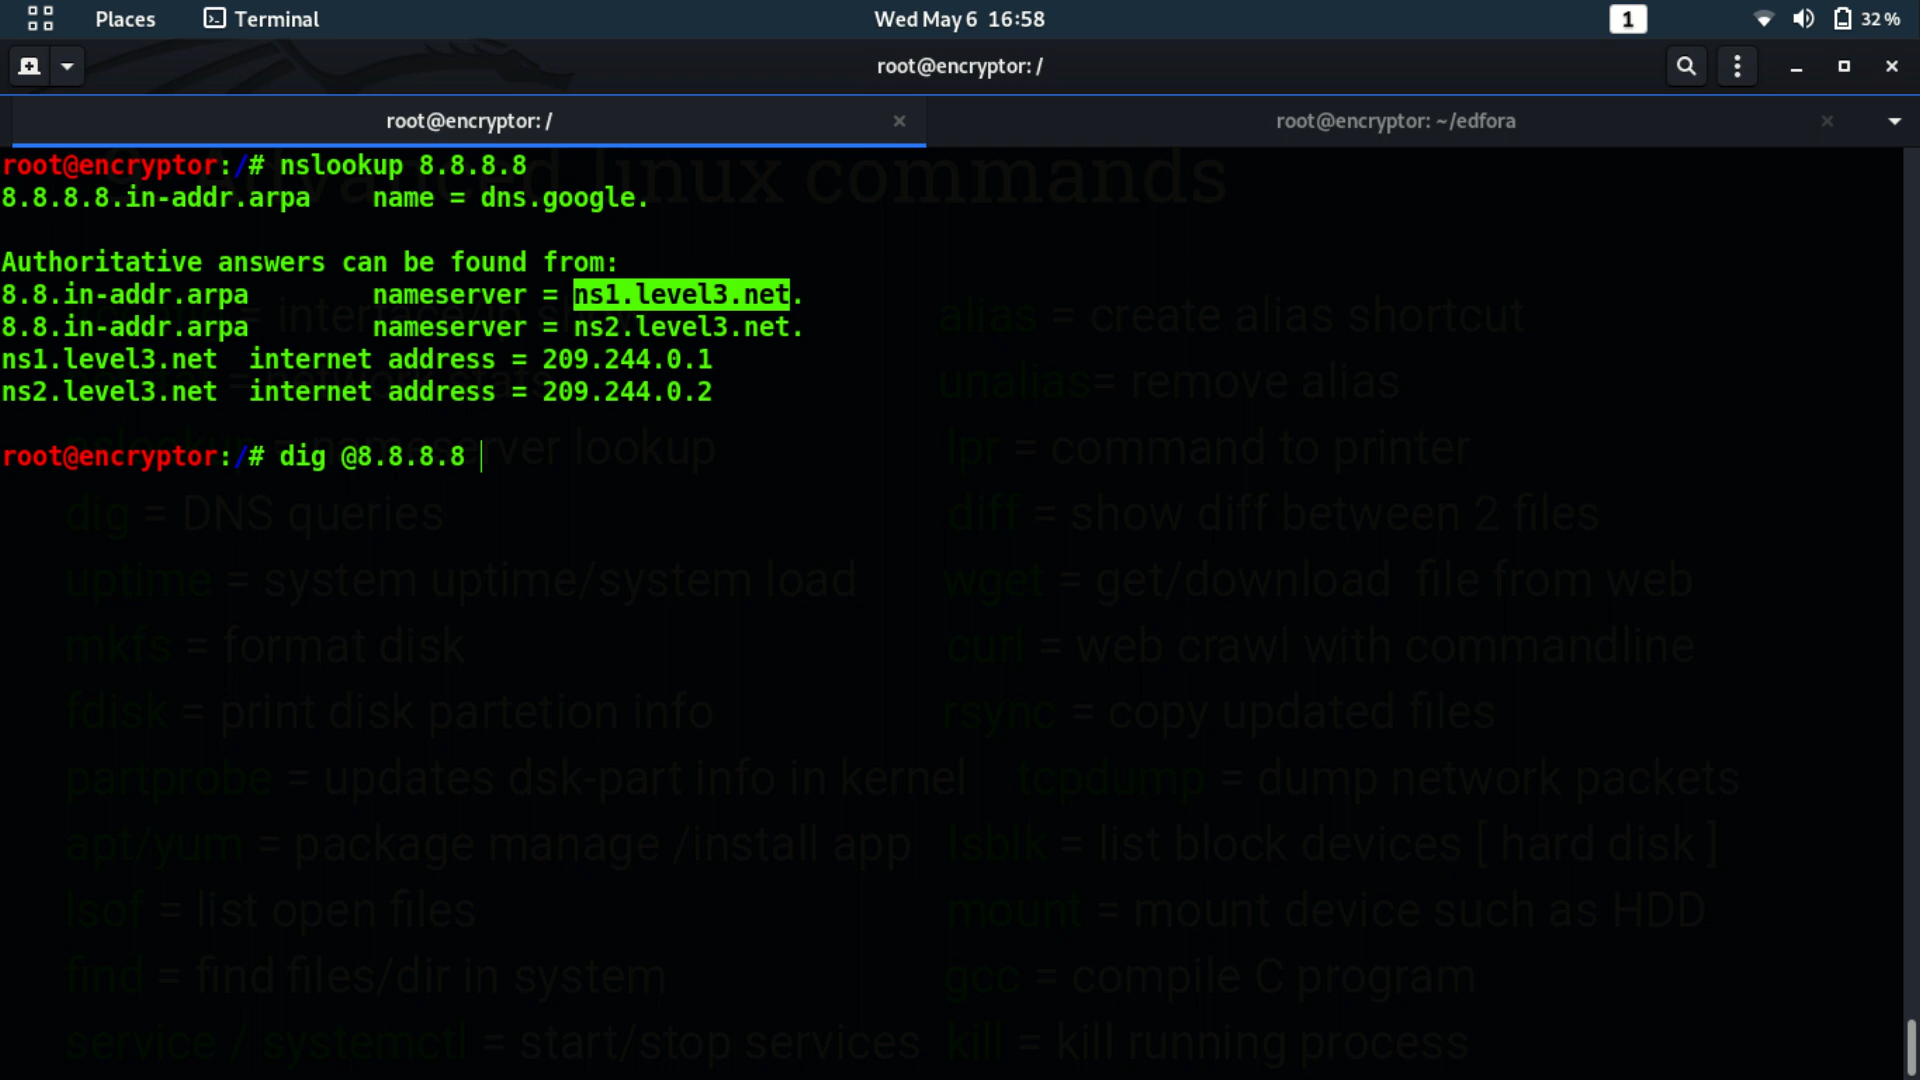 Places Terminal Wed May 6 16:58 1 32%
root@encryptor: /
root@encryptor: / root@encryptor: ~/edfora
root@encryptor:/# nslookup 8.8.8.8
8.8.8.8.in-addr.arpa name = dns.google.
linux commands
Authoritative answers can be found from:
8.8.in-addr.arpa nameserver = ns1.level3.net.
8.8.in-addr.arpa nameserver = ns2.level3.net.
ns1.level3.net internet address = 209.244.0.1
ns2.level3.net internet address = 209.244.0.2
root@encryptor:/# dig @8.8.8.8
lookup
dig = DNS queries
uptime = system uptime/system load
mkfs = format disk
fdisk = print disk partetion info
partprobe = updates dsk-part info in kernel
apt/yum = package manage /install app
lsof = list open files
find = find files/dir in system
service / systemctl = start/stop services
alias = create alias shortcut
unalias= remove alias
lpr = command to printer
diff = show diff between 2 files
wget = get/download file from web
curl = web crawl with commandline
rsync = copy updated files
tcpdump = dump network packets
lsblk = list block devices [ hard disk ]
mount = mount device such as HDD
gcc = compile C program
kill = kill running process